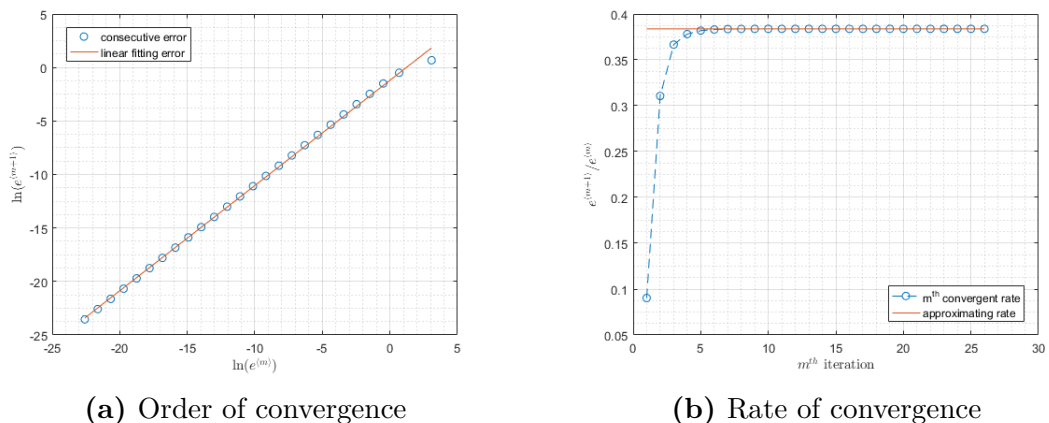 5
0
-5
-10
-15
-20
-25
ln(e^{⟨m+1⟩})
consecutive error
linear fitting error
-25 -20 -15 -10 -5 0 5
ln(e^{⟨m⟩})
(a) Order of convergence
0.4
0.35
0.3
0.25
0.2
0.15
0.1
0.05
e^{⟨m+1⟩}/e^{⟨m⟩}
m^{th} convergent rate
approximating rate
0 5 10 15 20 25 30
m^{th} iteration
(b) Rate of convergence